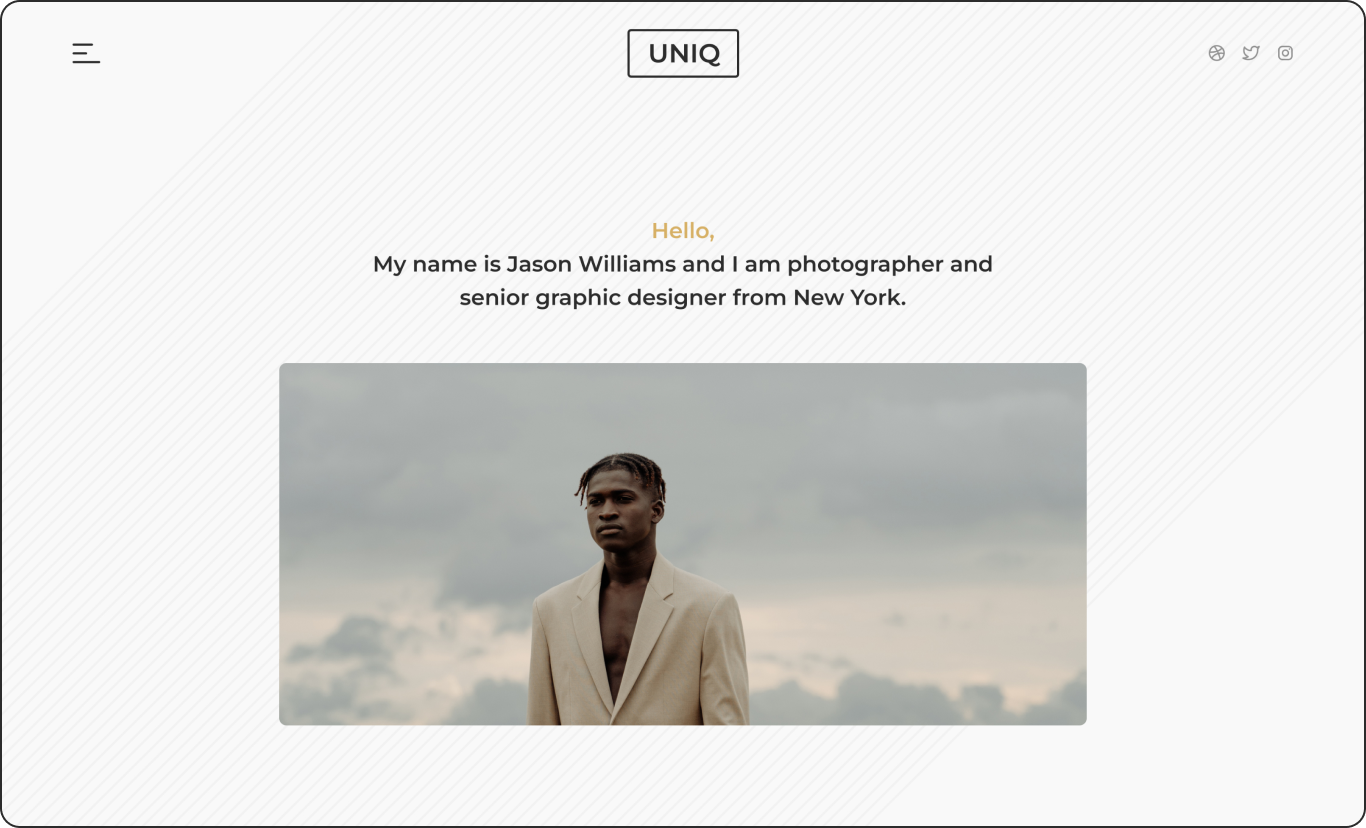 UNIQ
Hello,
My name is Jason Williams and I am photographer and
senior graphic designer from New York.